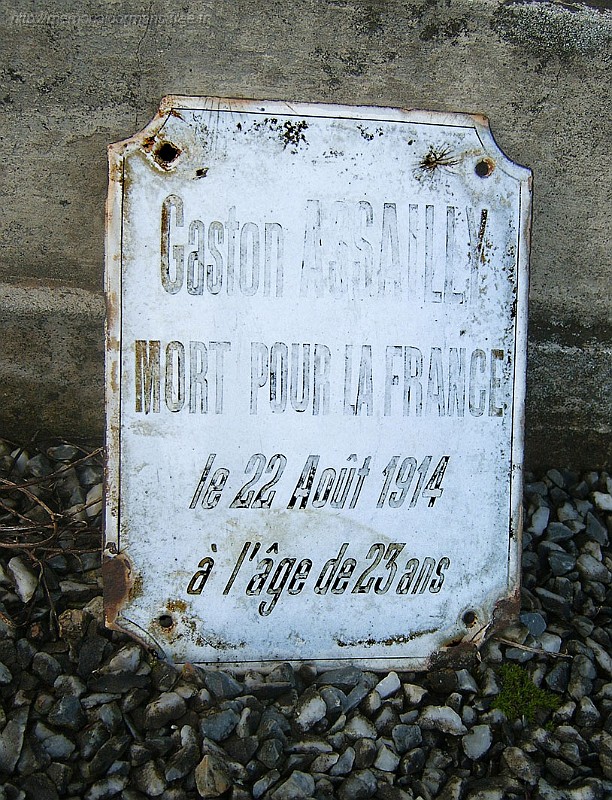 Gaston ASSAILLY
MORT POUR LA FRANCE
le 22 Août 1914
à l'âge de 23 ans